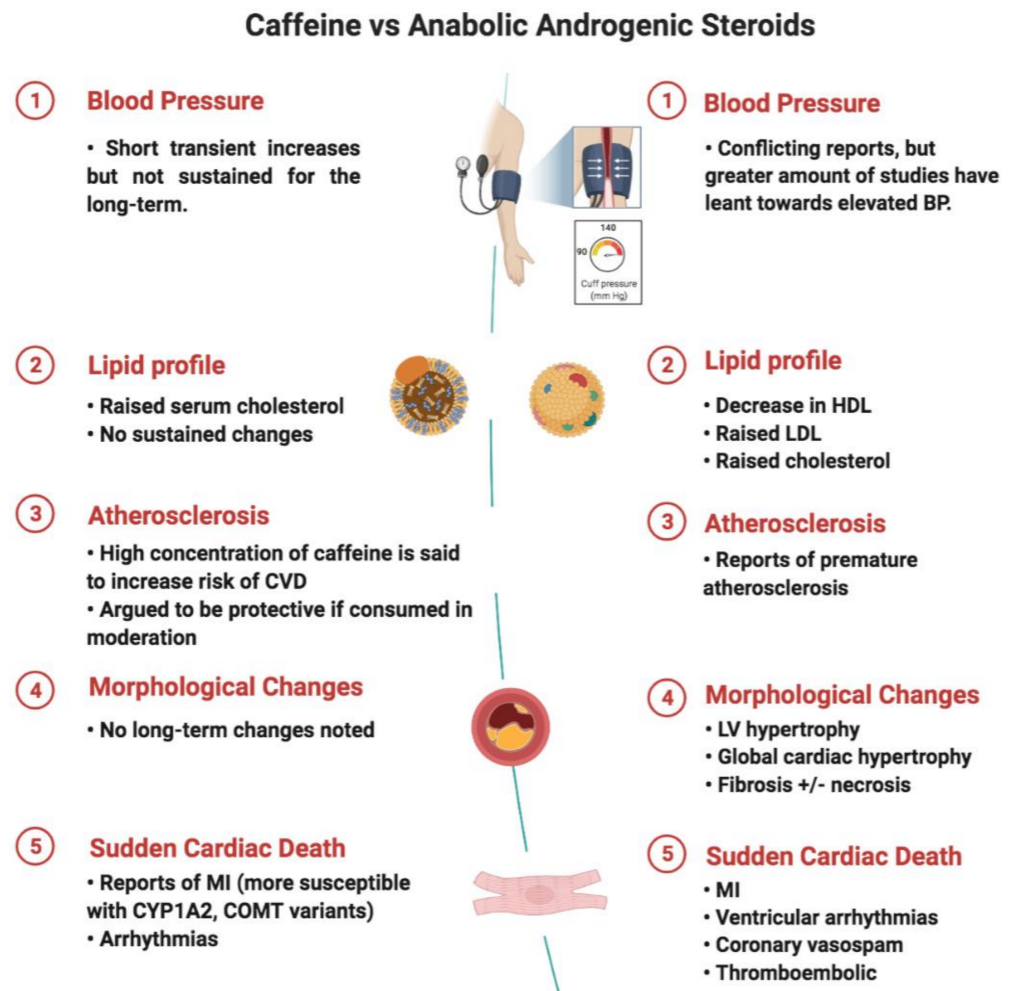 Caffeine vs Anabolic Androgenic Steroids
1
Blood Pressure
• Short transient increases
but not sustained for the
long-term.
140
90
Cuff pressure
(mm Hg)
1
Blood Pressure
• Conflicting reports, but
greater amount of studies have
leant towards elevated BP.
2
Lipid profile
• Raised serum cholesterol
• No sustained changes
2
Lipid profile
• Decrease in HDL
• Raised LDL
• Raised cholesterol
3
Atherosclerosis
• High concentration of caffeine is said
to increase risk of CVD
• Argued to be protective if consumed in
moderation
3
Atherosclerosis
• Reports of premature
atherosclerosis
4
Morphological Changes
• No long-term changes noted
4
Morphological Changes
• LV hypertrophy
• Global cardiac hypertrophy
• Fibrosis +/- necrosis
5
Sudden Cardiac Death
• Reports of MI (more susceptible
with CYP1A2, COMT variants)
• Arrhythmias
5
Sudden Cardiac Death
• MI
• Ventricular arrhythmias
• Coronary vasospam
• Thromboembolic